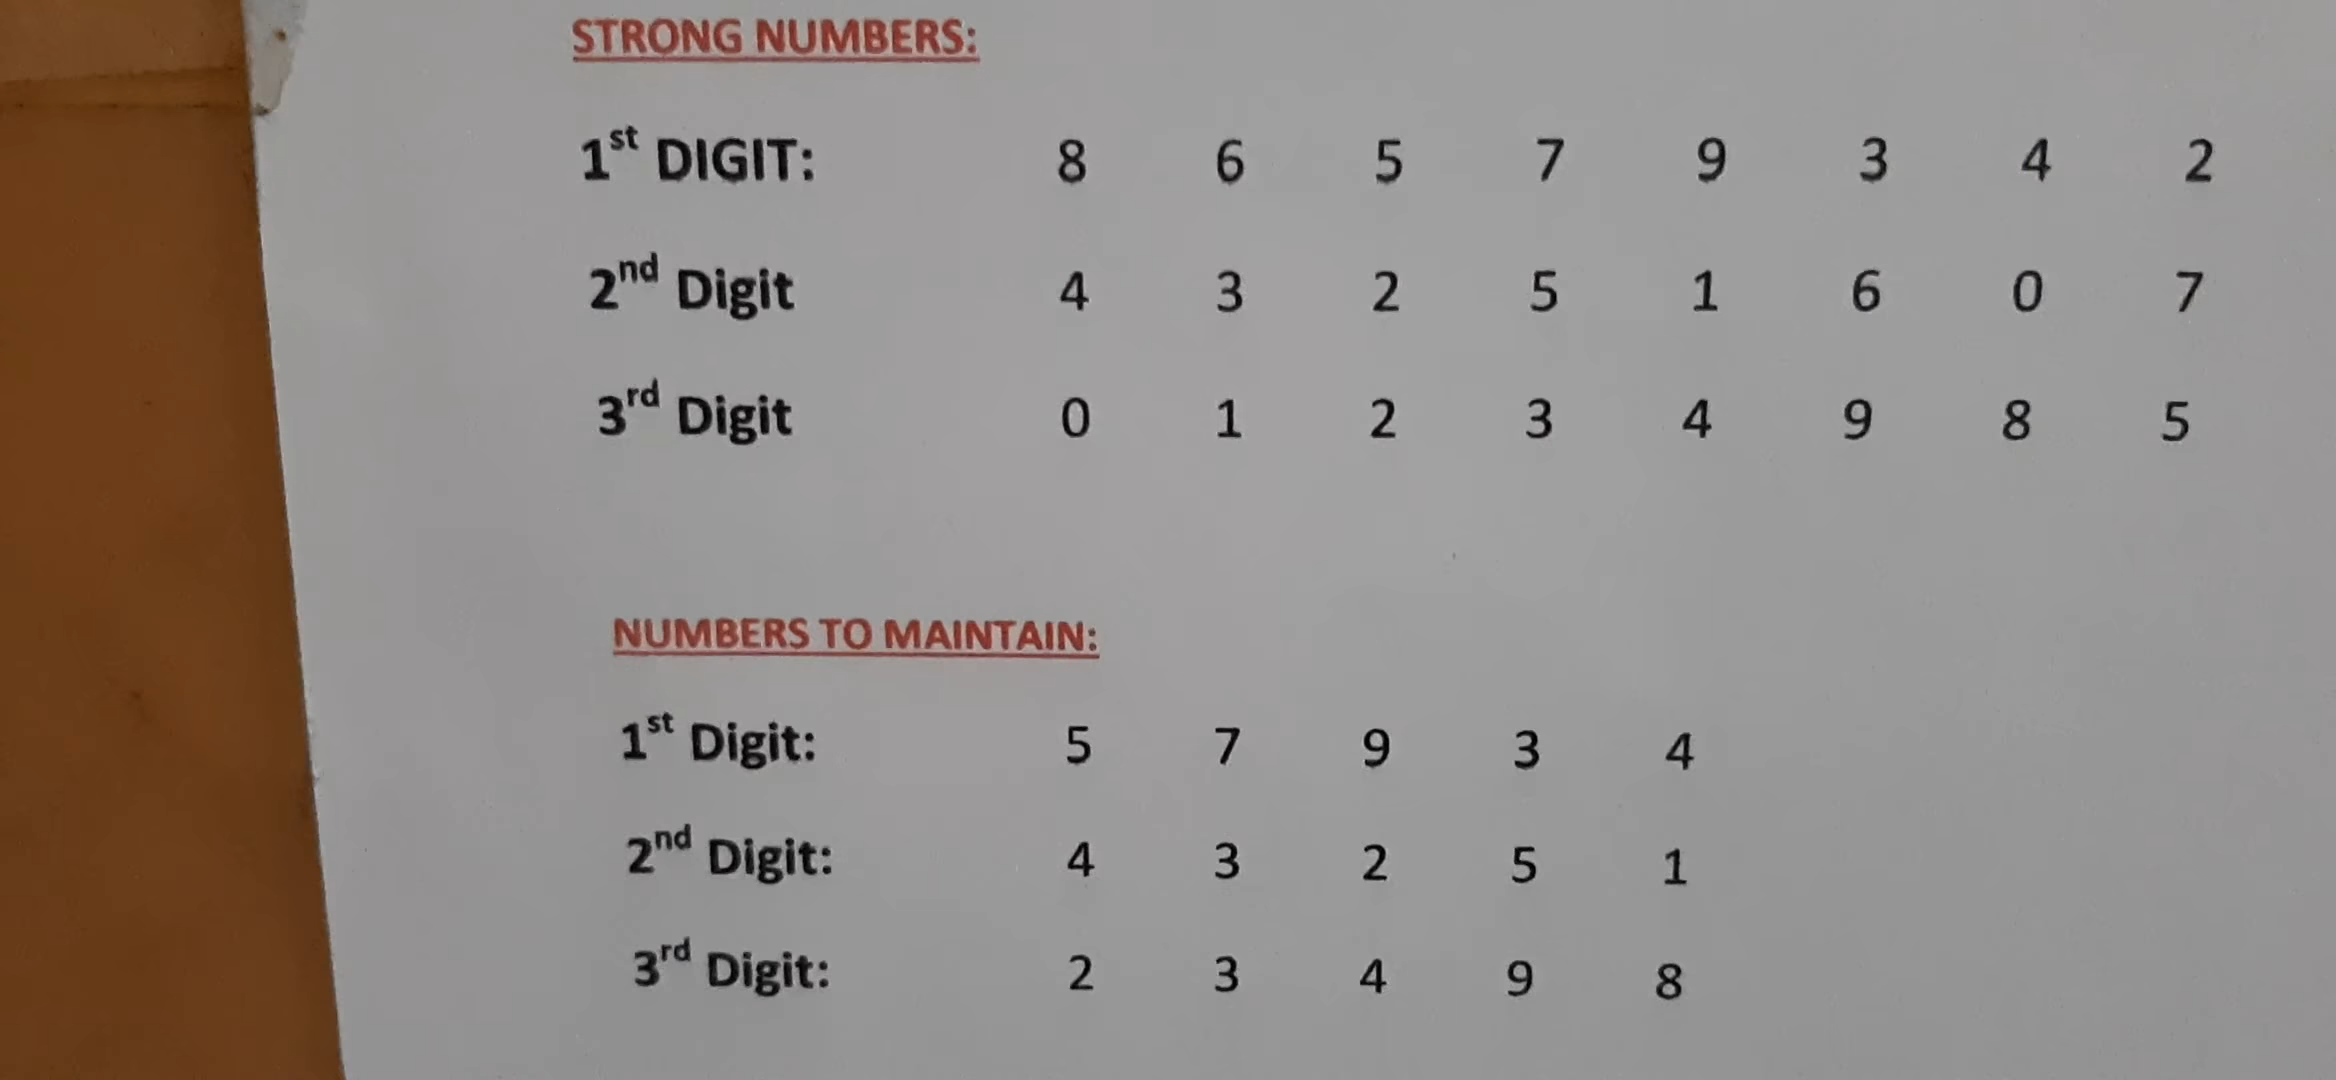 STRONG NUMBERS:
1st DIGIT: 8 6 5 7 9 3 4 2
2nd Digit 4 3 2 5 1 6 0 7
3rd Digit 0 1 2 3 4 9 8 5
NUMBERS TO MAINTAIN:
1st Digit: 5 7 9 3 4
2nd Digit: 4 3 2 5 1
3rd Digit: 2 3 4 9 8